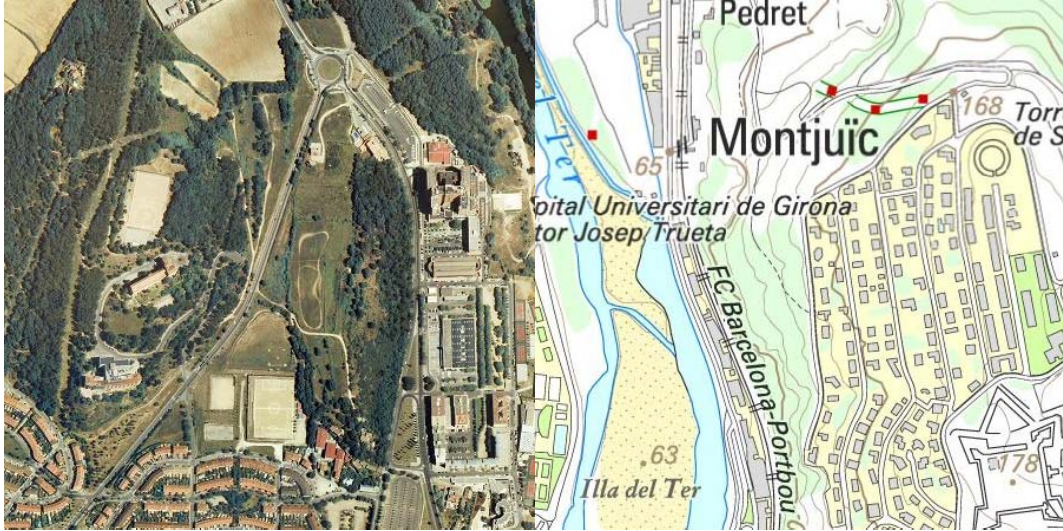 Pedret
168
Torr
de S
Montjuïc
l Ter
65
pital Universitari de Girona
tor Josep Trueta
FC Barcelona-Portbou
63
Illa del Ter
178